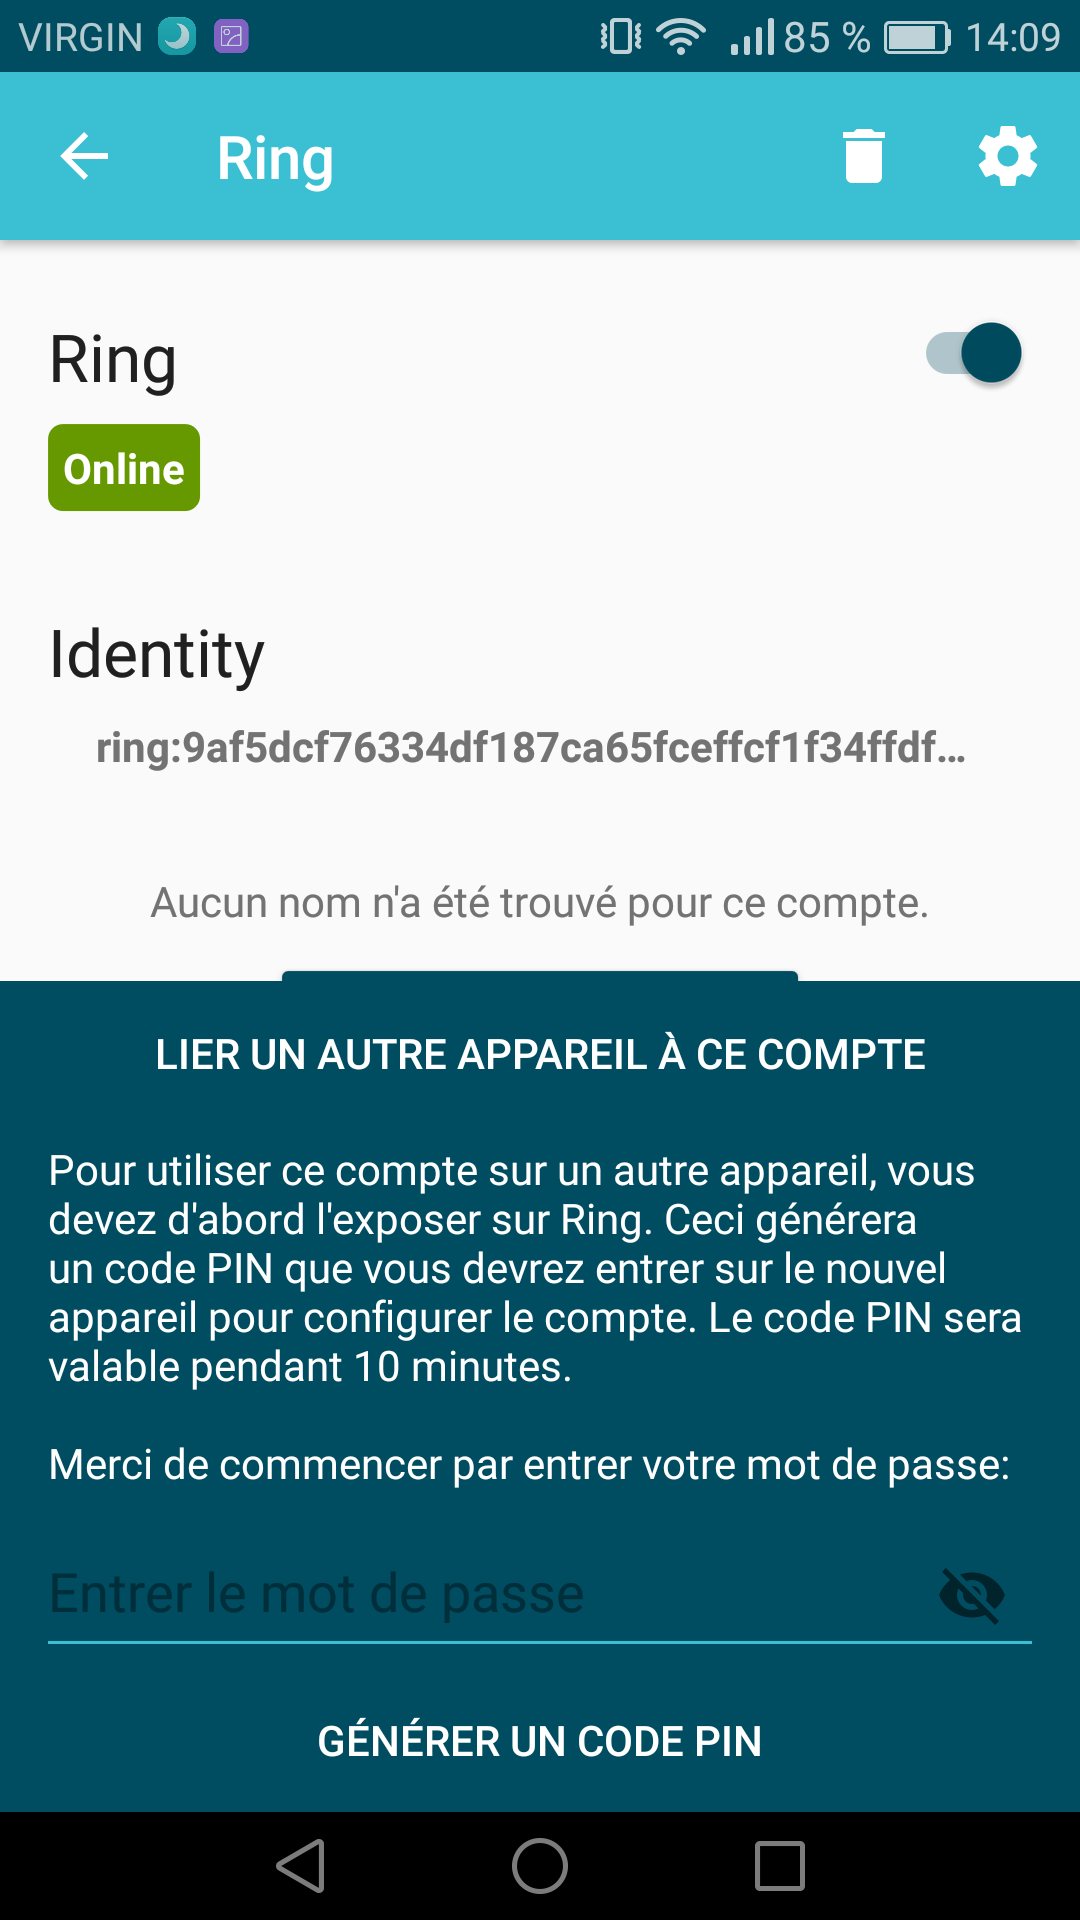 VIRGIN 85 % 14:09
Ring
Ring
Online
Identity
ring:9af5dcf76334df187ca65fceffcf1f34ffdf…
Aucun nom n'a été trouvé pour ce compte.
LIER UN AUTRE APPAREIL À CE COMPTE
Pour utiliser ce compte sur un autre appareil, vous
devez d'abord l'exposer sur Ring. Ceci générera
un code PIN que vous devrez entrer sur le nouvel
appareil pour configurer le compte. Le code PIN sera
valable pendant 10 minutes.
Merci de commencer par entrer votre mot de passe:
Entrer le mot de passe
GÉNÉRER UN CODE PIN